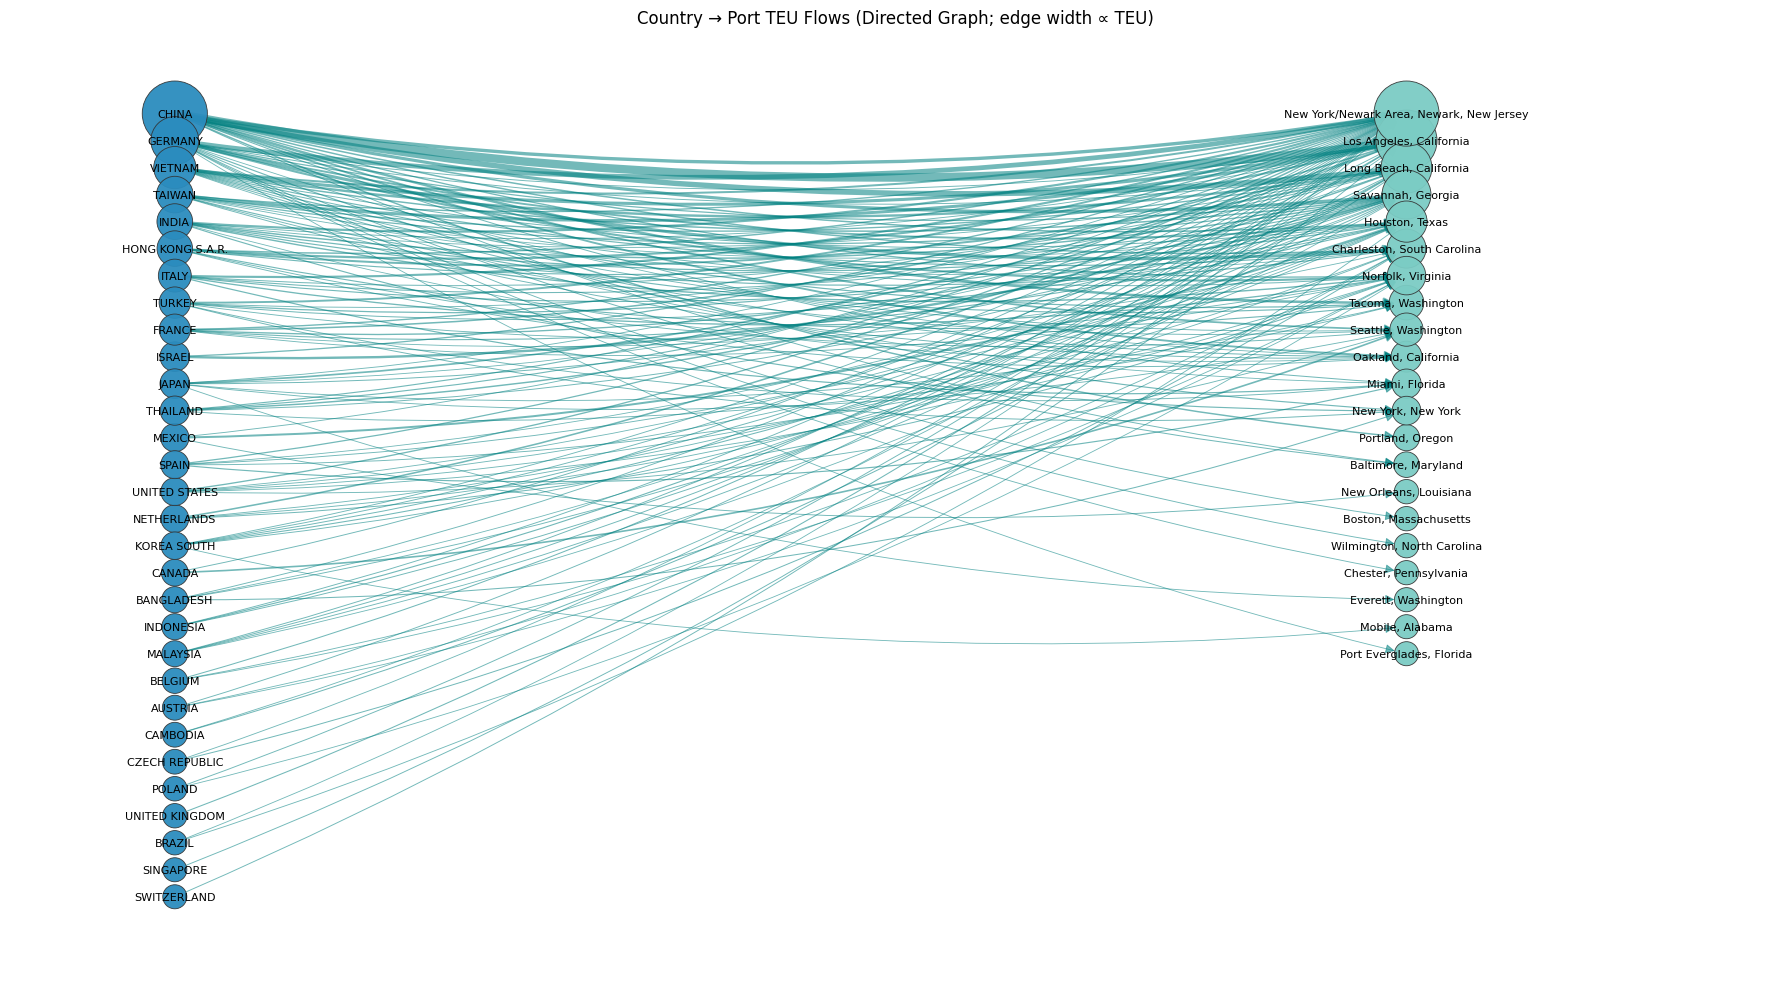 Country → Port TEU Flows (Directed Graph; edge width ∝ TEU)
CHINA
GERMANY
VIETNAM
TAIWAN
INDIA
HONG KONG S.A.R.
ITALY
TURKEY
FRANCE
ISRAEL
JAPAN
THAILAND
MEXICO
SPAIN
UNITED STATES
NETHERLANDS
KOREA SOUTH
CANADA
BANGLADESH
INDONESIA
MALAYSIA
BELGIUM
AUSTRIA
CAMBODIA
CZECH REPUBLIC
POLAND
UNITED KINGDOM
BRAZIL
SINGAPORE
SWITZERLAND
New York/Newark Area, Newark, New Jersey
Los Angeles, California
Long Beach, California
Savannah, Georgia
Houston, Texas
Charleston, South Carolina
Norfolk, Virginia
Tacoma, Washington
Seattle, Washington
Oakland, California
Miami, Florida
New York, New York
Portland, Oregon
Baltimore, Maryland
New Orleans, Louisiana
Boston, Massachusetts
Wilmington, North Carolina
Chester, Pennsylvania
Everett, Washington
Mobile, Alabama
Port Everglades, Florida